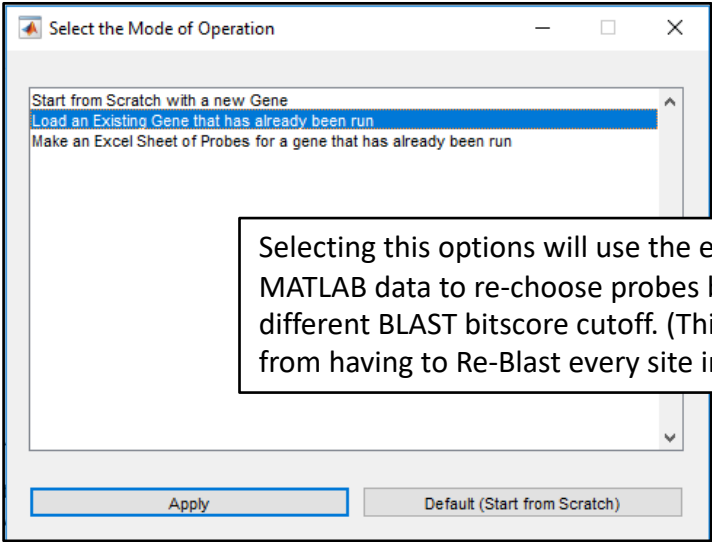 Select the Mode of Operation
Start from Scratch with a new Gene
Load an Existing Gene that has already been run
Make an Excel Sheet of Probes for a gene that has already been run
Selecting this options will use the e
MATLAB data to re-choose probes
different BLAST bitscore cutoff. (Thi
from having to Re-Blast every site i
Apply
Default (Start from Scratch)